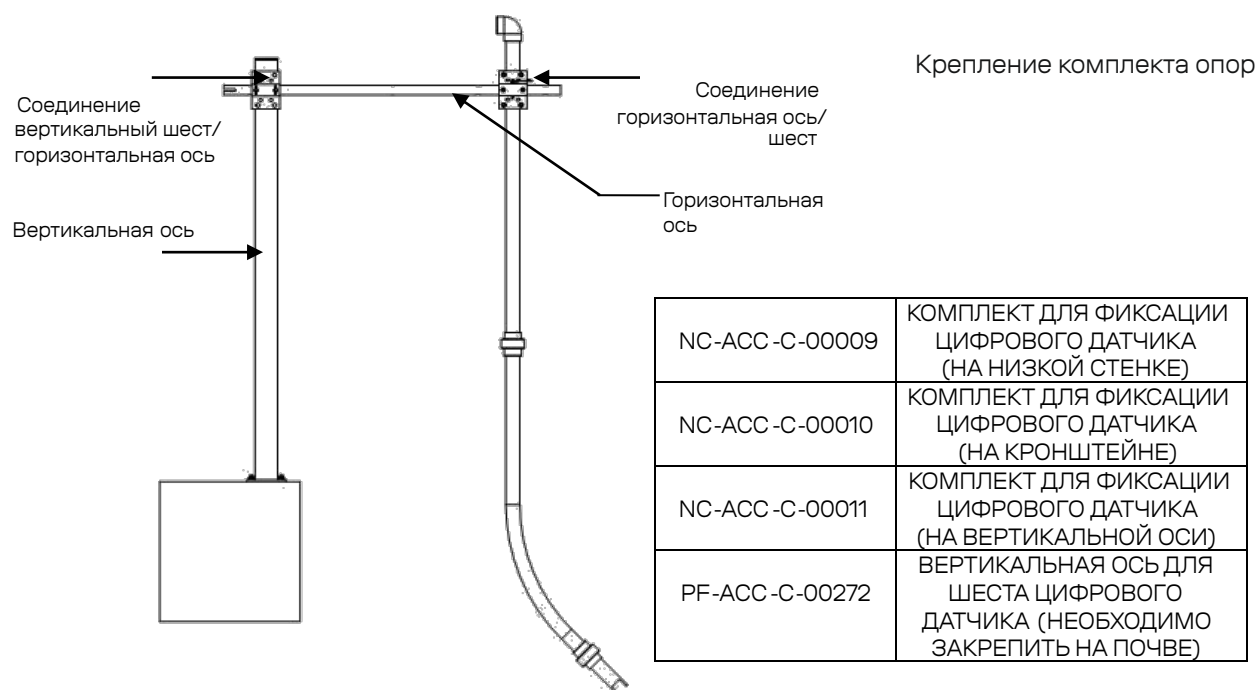 Крепление комплекта опор
Соединение
вертикальный шест/
горизонтальная ось
Соединение
горизонтальная ось/
шест
Горизонтальная
ось
Вертикальная ось
NC-ACC-C-00009
КОМПЛЕКТ ДЛЯ ФИКСАЦИИ
ЦИФРОВОГО ДАТЧИКА
(НА НИЗКОЙ СТЕНКЕ)
NC-ACC-C-00010
КОМПЛЕКТ ДЛЯ ФИКСАЦИИ
ЦИФРОВОГО ДАТЧИКА
(НА КРОНШТЕЙНЕ)
NC-ACC-C-00011
КОМПЛЕКТ ДЛЯ ФИКСАЦИИ
ЦИФРОВОГО ДАТЧИКА
(НА ВЕРТИКАЛЬНОЙ ОСИ)
PF-ACC-C-00272
ВЕРТИКАЛЬНАЯ ОСЬ ДЛЯ
ШЕСТА ЦИФРОВОГО
ДАТЧИКА (НЕОБХОДИМО
ЗАКРЕПИТЬ НА ПОЧВЕ)